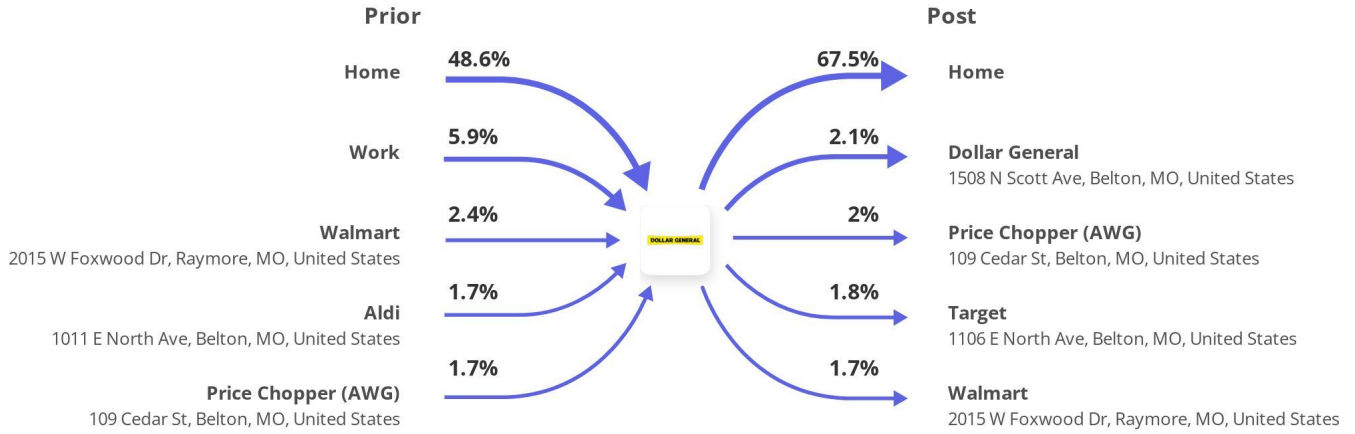 Prior
Post
48.6%
Home
5.9%
Work
2.4%
Walmart
2015 W Foxwood Dr, Raymore, MO, United States
1.7%
Aldi
1011 E North Ave, Belton, MO, United States
1.7%
Price Chopper (AWG)
109 Cedar St, Belton, MO, United States
DOLLAR GENERAL
67.5%
Home
2.1%
Dollar General
1508 N Scott Ave, Belton, MO, United States
2%
Price Chopper (AWG)
109 Cedar St, Belton, MO, United States
1.8%
Target
1106 E North Ave, Belton, MO, United States
1.7%
Walmart
2015 W Foxwood Dr, Raymore, MO, United States